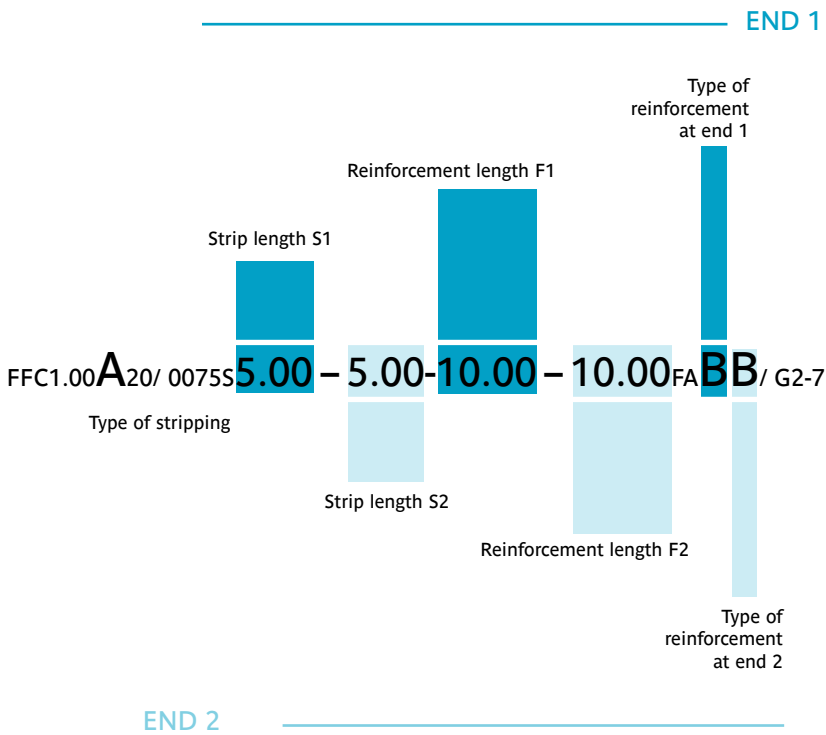 END 1
Type of
reinforcement
at end 1
Reinforcement length F1
Strip length S1
FFC1.00A20/ 0075S5.00 – 5.00-10.00 – 10.00FABB/ G2-7
Type of stripping
Strip length S2
Reinforcement length F2
Type of
reinforcement
at end 2
END 2